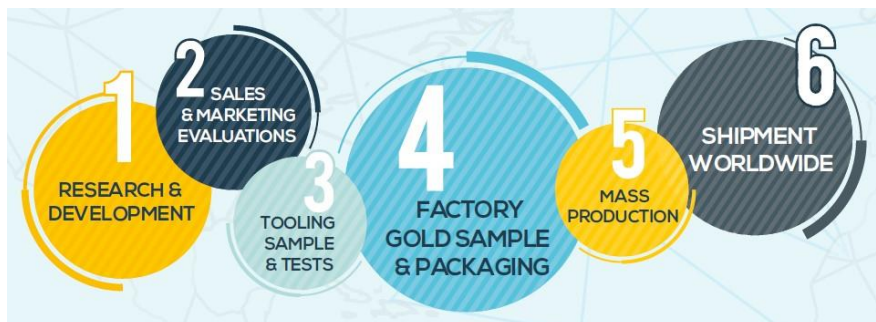 1
RESEARCH &
DEVELOPMENT
2
SALES
& MARKETING
EVALUATIONS
3
TOOLING
SAMPLE
& TESTS
4
FACTORY
GOLD SAMPLE
& PACKAGING
5
MASS
PRODUCTION
6
SHIPMENT
WORLDWIDE